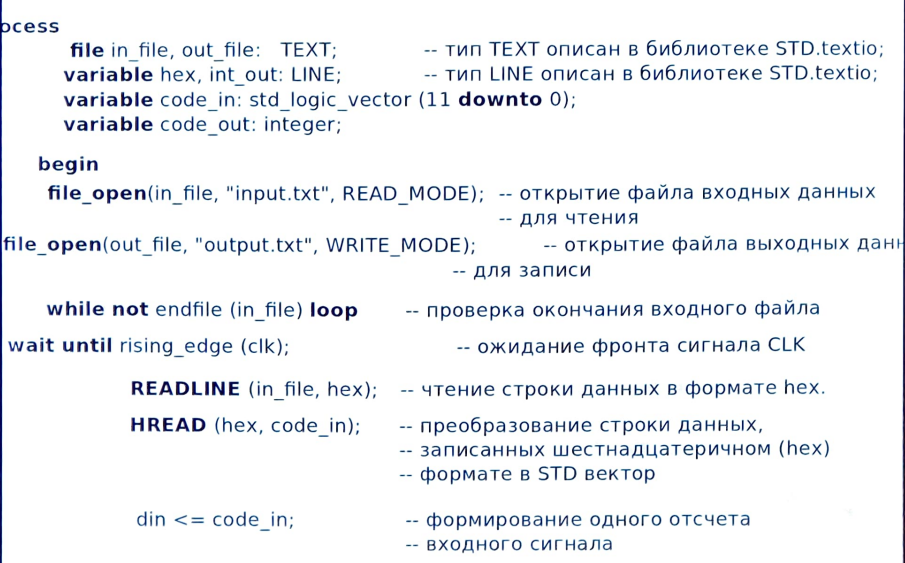 ocess
file in_file, out_file: TEXT; -- тип TEXT описан в библиотеке STD.textio;
variable hex, int_out: LINE; -- тип LINE описан в библиотеке STD.textio;
variable code_in: std_logic_vector (11 downto 0);
variable code_out: integer;
begin
file_open(in_file, "input.txt", READ_MODE); -- открытие файла входных данных
-- для чтения
file_open(out_file, "output.txt", WRITE_MODE); -- открытие файла выходных данн
-- для записи
while not endfile (in_file) loop -- проверка окончания входного файла
wait until rising_edge (clk); -- ожидание фронта сигнала CLK
READLINE (in_file, hex); -- чтение строки данных в формате hex.
HREAD (hex, code_in); -- преобразование строки данных,
-- записанных шестнадцатеричном (hex)
-- формате в STD вектор
din <= code_in; -- формирование одного отсчета
-- входного сигнала